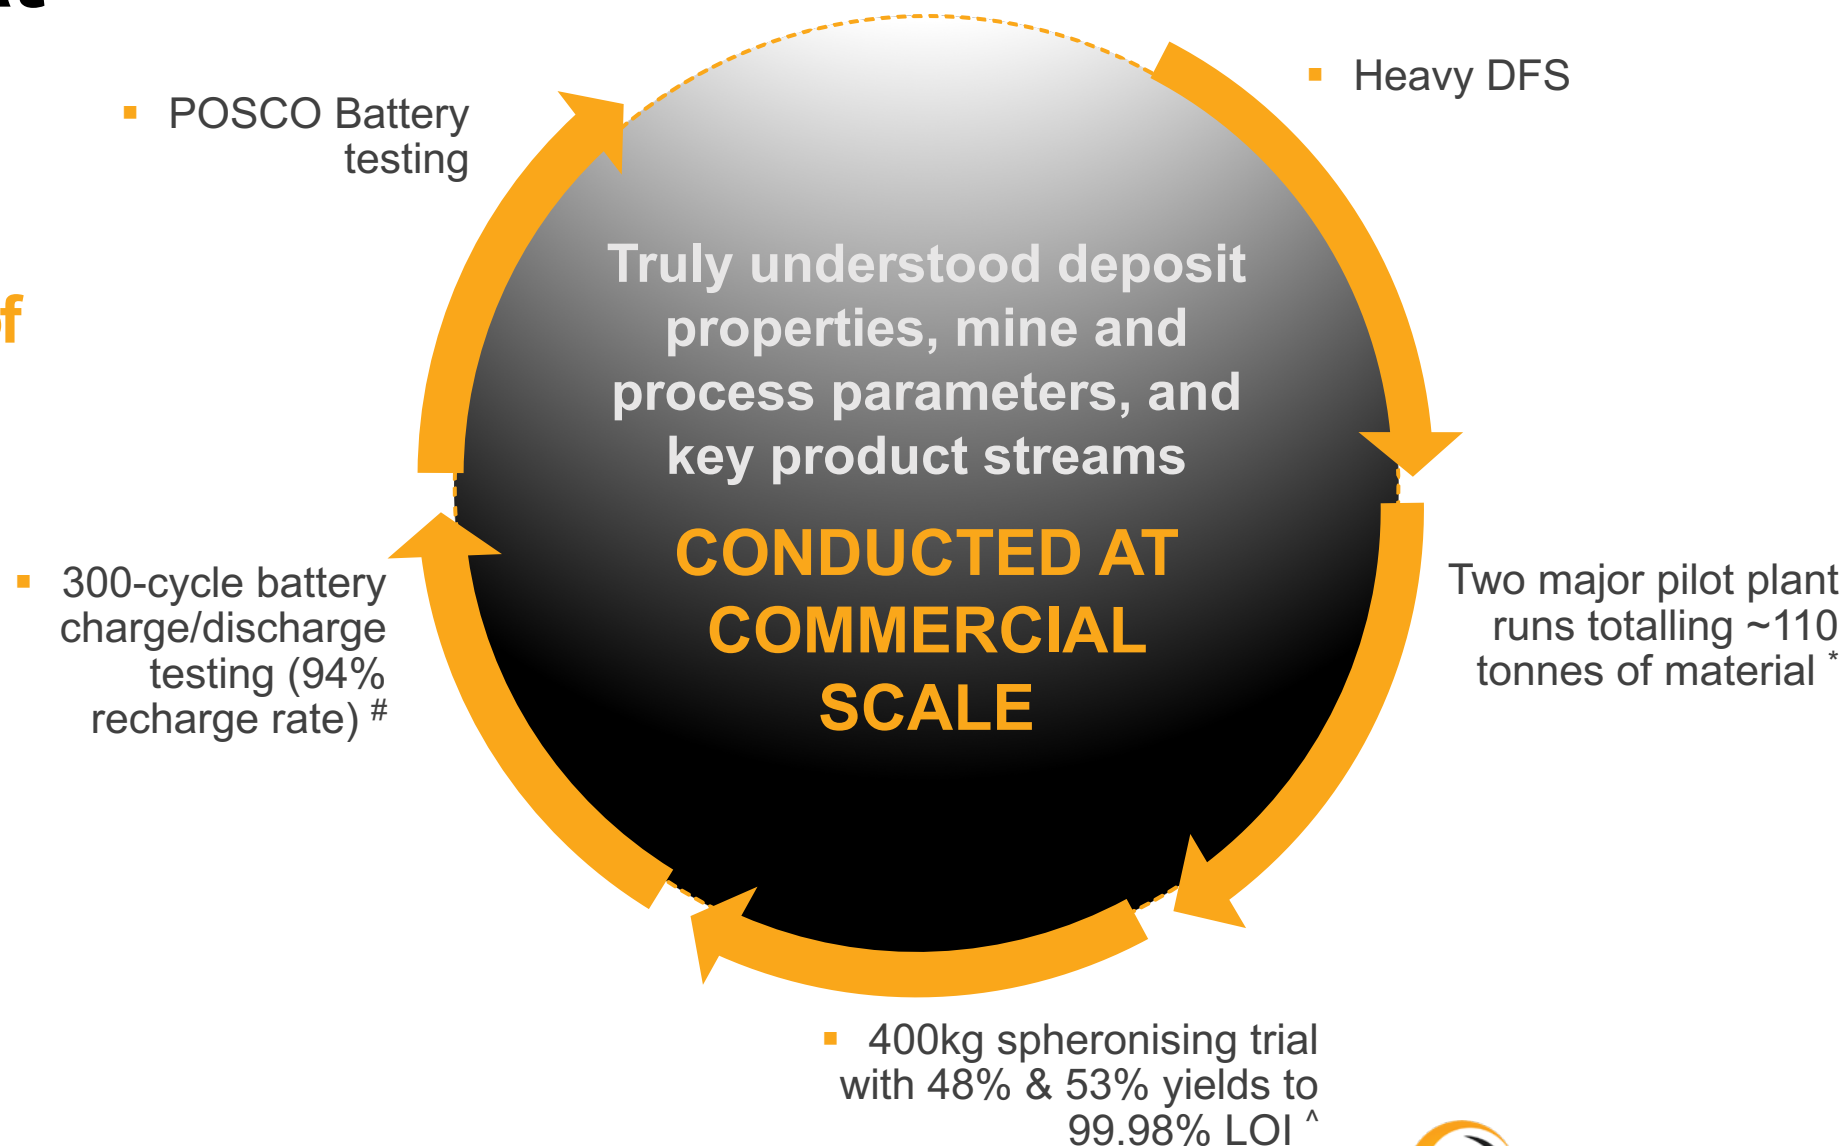 ▪ POSCO Battery
testing
▪ Heavy DFS
Truly understood deposit
properties, mine and
process parameters, and
key product streams
CONDUCTED AT
COMMERCIAL
SCALE
▪ 300-cycle battery
charge/discharge
testing (94%
recharge rate) #
Two major pilot plant
runs totalling ~110
tonnes of material *
▪ 400kg spheronising trial
with 48% & 53% yields to
99.98% LOI ^